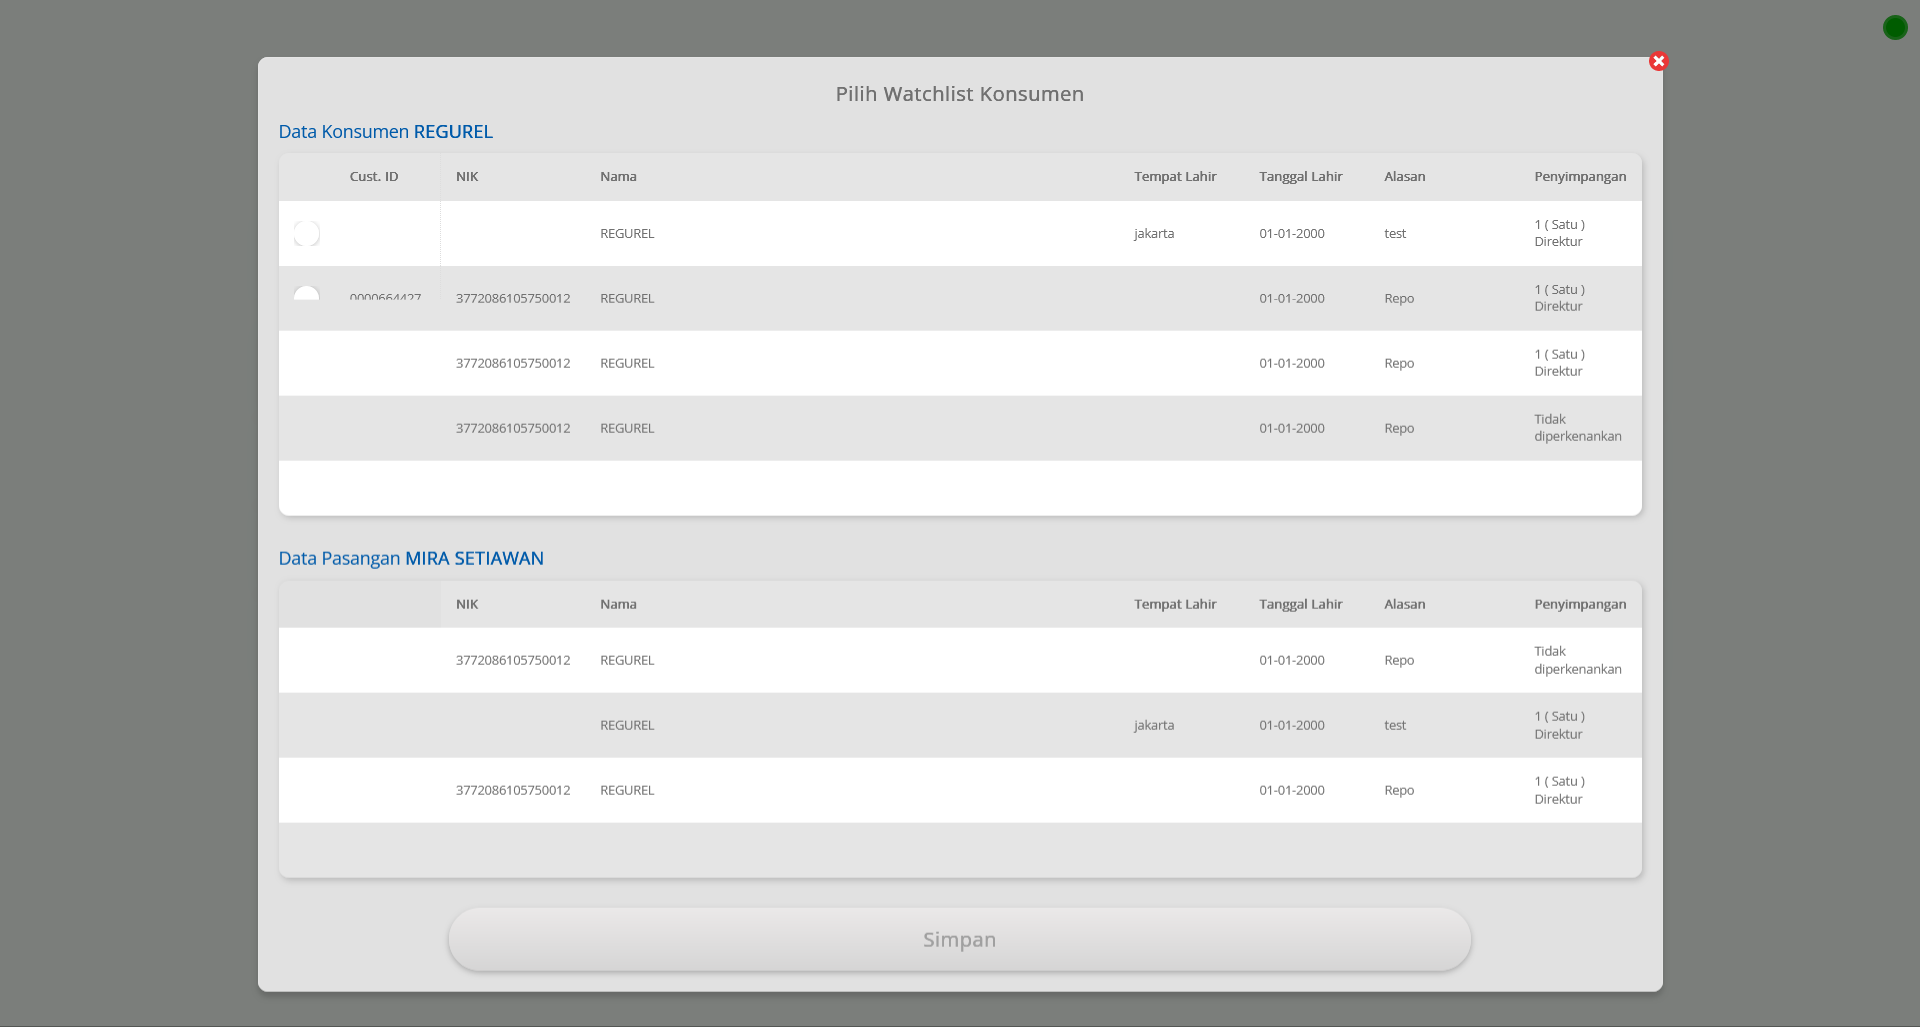 Pilih Watchlist Konsumen
Data Konsumen REGUREL
Cust. ID NIK Nama Tempat Lahir Tanggal Lahir Alasan Penyimpangan
REGUREL jakarta 01-01-2000 test 1 ( Satu )
Direktur
0000664427 3772086105750012 REGUREL 01-01-2000 Repo 1 ( Satu )
Direktur
3772086105750012 REGUREL 01-01-2000 Repo 1 ( Satu )
Direktur
3772086105750012 REGUREL 01-01-2000 Repo Tidak
diperkenankan
Data Pasangan MIRA SETIAWAN
NIK Nama Tempat Lahir Tanggal Lahir Alasan Penyimpangan
3772086105750012 REGUREL 01-01-2000 Repo Tidak
diperkenankan
REGUREL jakarta 01-01-2000 test 1 ( Satu )
Direktur
3772086105750012 REGUREL 01-01-2000 Repo 1 ( Satu )
Direktur
Simpan